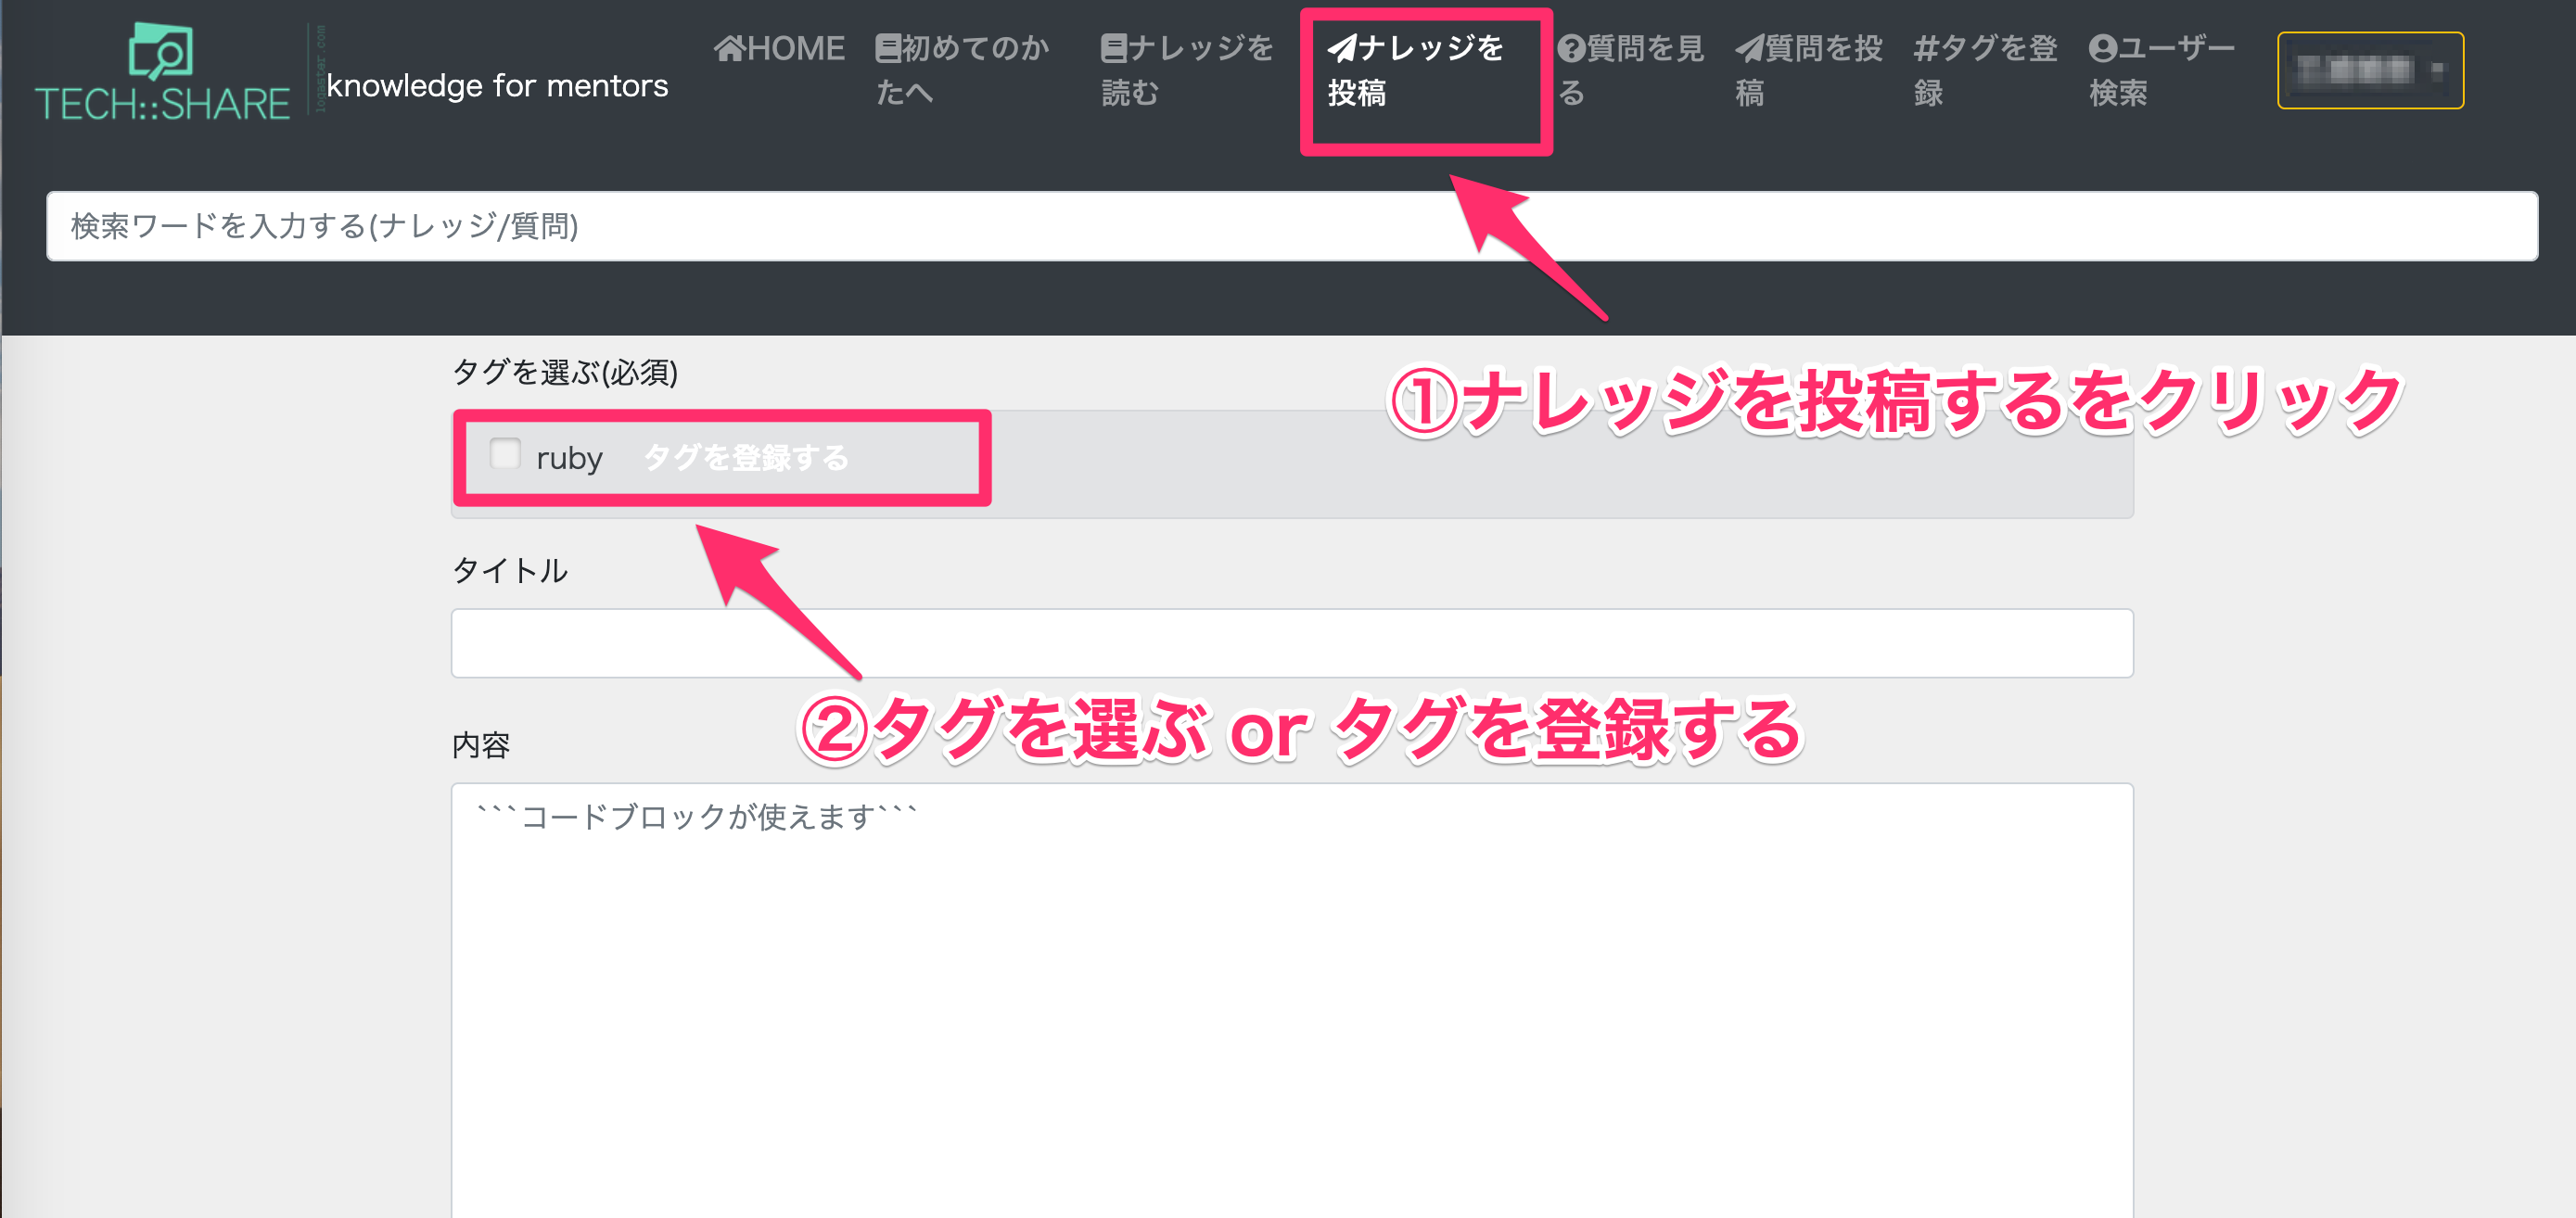 TECH::SHARE
logaster.com
knowledge for mentors
HOME
初めてのか
たへ
ナレッジを
読む
ナレッジを
投稿
質問を見
る
質問を投
稿
#タグを登
録
ユーザー
検索
検索ワードを入力する(ナレッジ/質問)
①ナレッジを投稿するをクリック
タグを選ぶ(必須)
ruby タグを登録する
タイトル
②タグを選ぶ or タグを登録する
内容
```コードブロックが使えます```